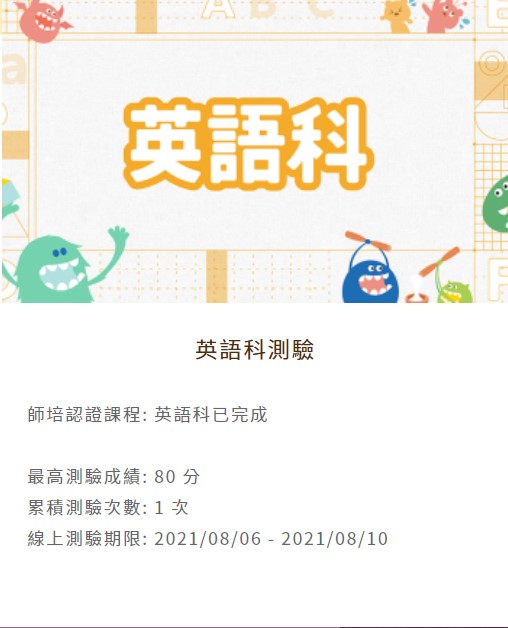 A B C
E
a
英語科
F
英語科測驗
師培認證課程: 英語科已完成
最高測驗成績: 80 分
累積測驗次數: 1 次
線上測驗期限: 2021/08/06 - 2021/08/10